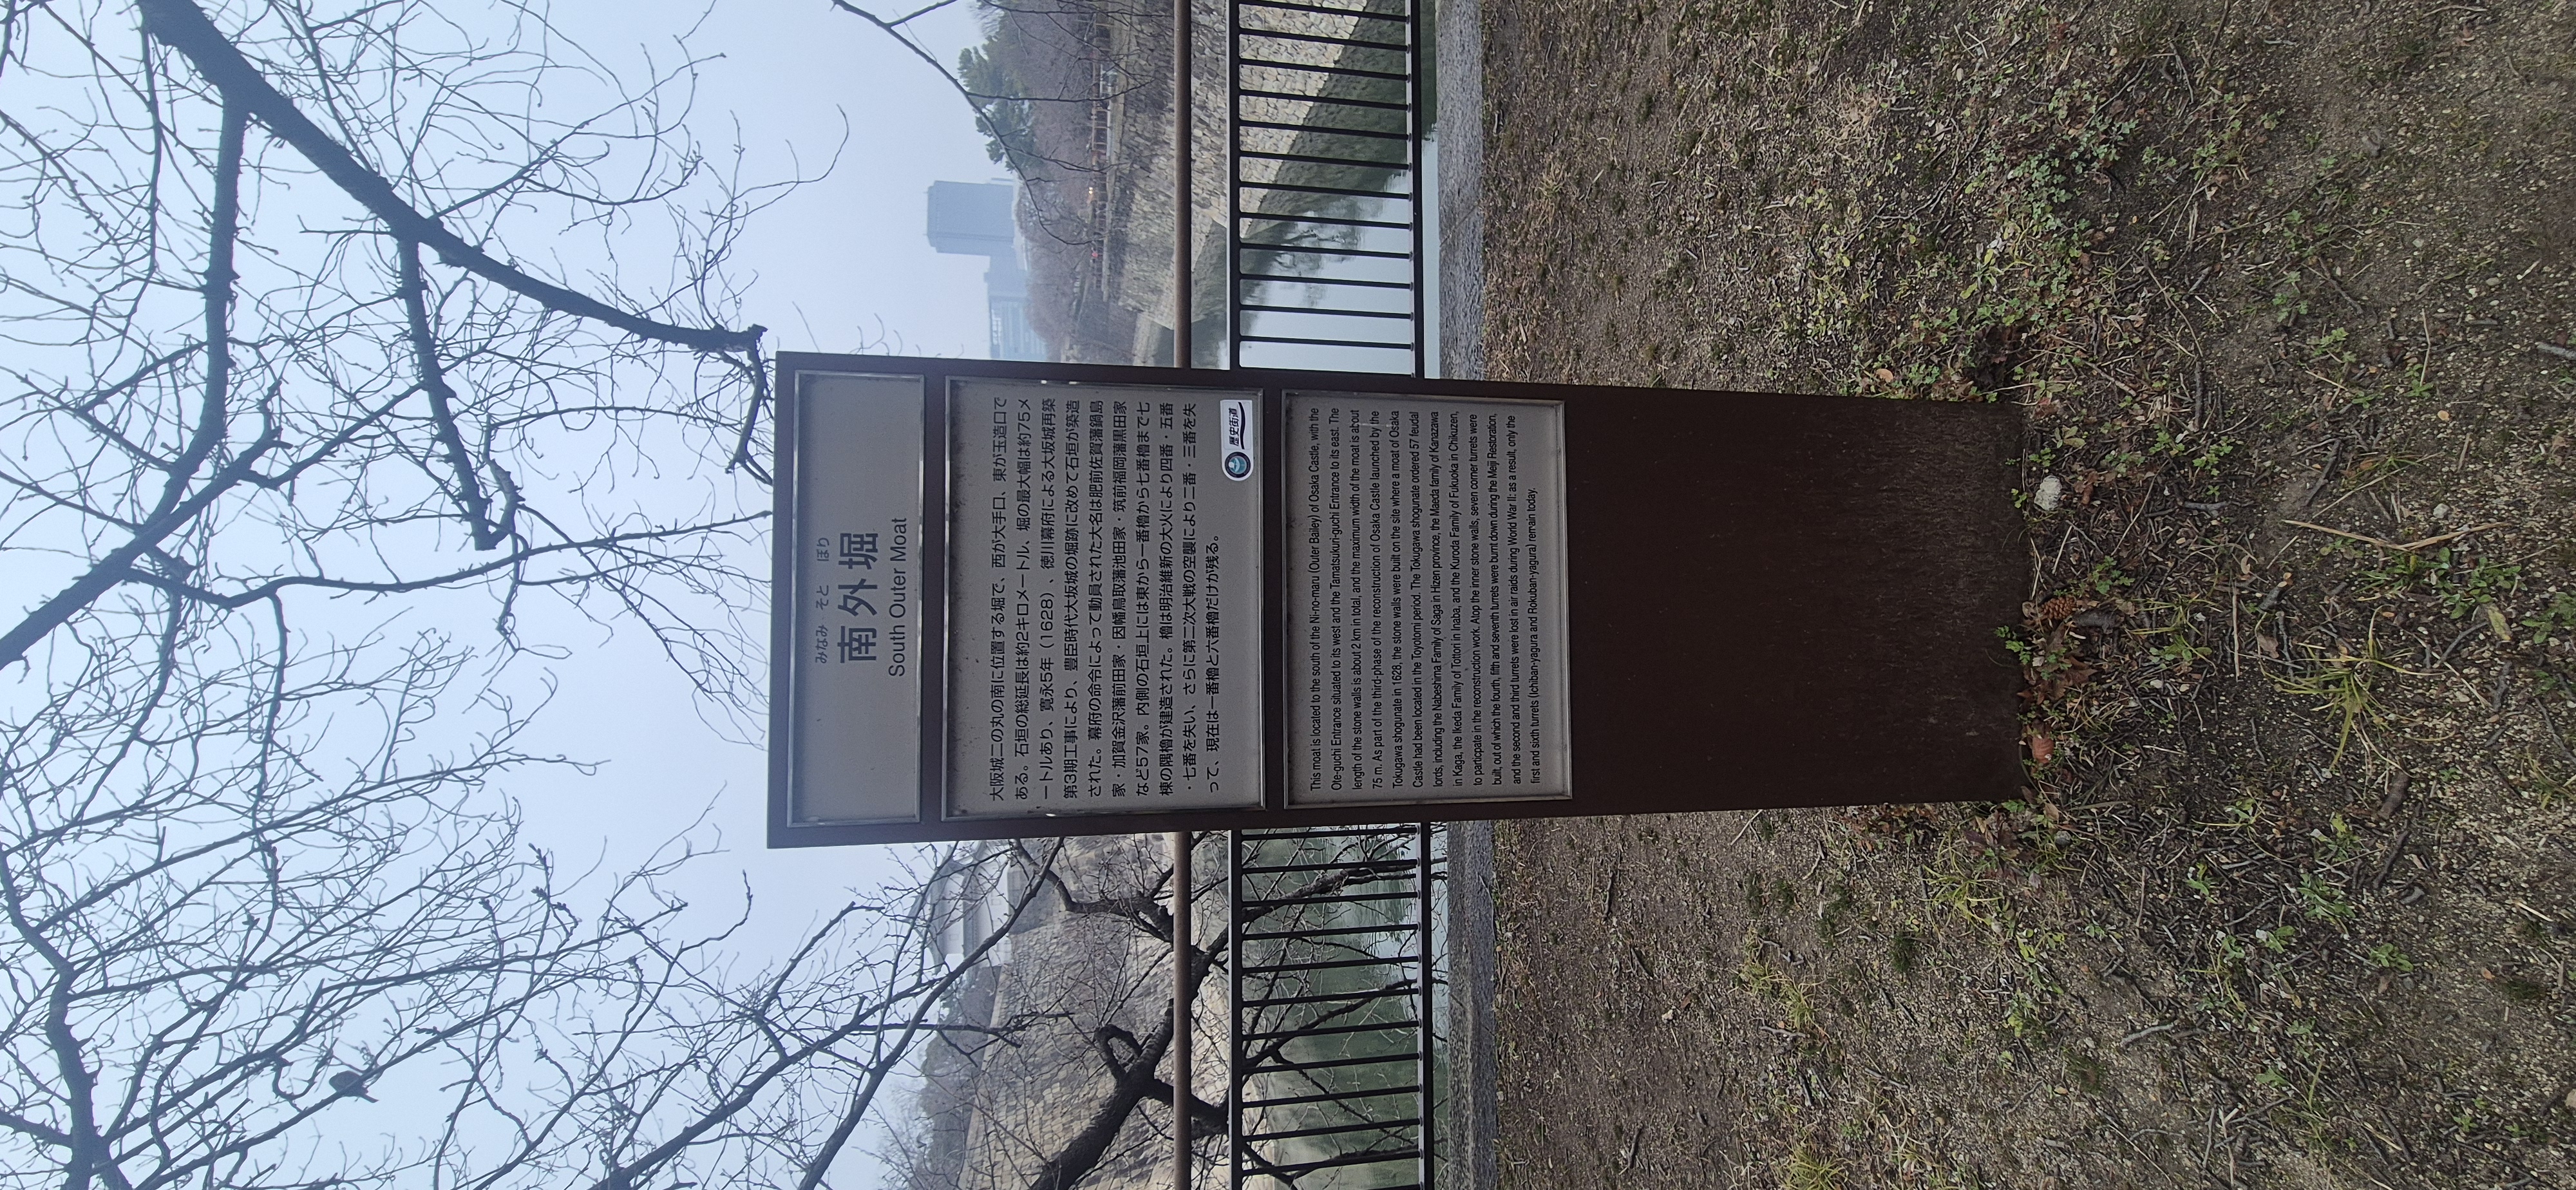 みなみ そと ぼり
南外堀
South Outer Moat
大阪城二の丸の南に位置する堀で、西が大手口、東が玉造口で
ある。石垣の総延長は約2キロメートル、堀の最大幅は約75メ
ートルあり、寛永5年（1628）、徳川幕府による大坂城再築
第3期工事により、豊臣時代大坂城の堀跡に改めて石垣が築造
された。幕府の命令によって動員された大名は肥前佐賀藩鍋島
家・加賀金沢藩前田家・因幡鳥取藩池田家・筑前福岡藩黒田家
など57家。内側の石垣上には東から一番櫓から七番櫓まで七
棟の隅櫓が建造された。櫓は明治維新の大火により四番・五番
・七番を失い、さらに第二次大戦の空襲により二番・三番を失
って、現在は一番櫓と六番櫓だけが残る。
歴史街道
This moat is located to the south of the Ni-no-maru (Outer Bailey) of Osaka Castle, with the
Ote-guchi Entrance situated to its west and the Tamatsukuri-guchi Entrance to its east. The
length of the stone walls is about 2 km in total, and the maximum width of the moat is about
75 m. As part of the third-phase of the reconstruction of Osaka Castle launched by the
Tokugawa shogunate in 1628, the stone walls were built on the site where a moat of Osaka
Castle had been located in the Toyotomi period. The Tokugawa shogunate ordered 57 feudal
lords, including the Nabeshima Family of Saga in Hizen province, the Maeda family of Kanazawa
in Kaga, the Ikeda Family of Tottori in Inaba, and the Kuroda Family of Fukuoka in Chikuzen,
to participate in the reconstruction work. Atop the inner stone walls, seven corner turrets were
built, out of which the fourth, fifth and seventh turrets were burnt down during the Meiji Restoration,
and the second and third turrets were lost in air raids during World War II: as a result, only the
first and sixth turrets (Ichiban-yagura and Rokuban-yagura) remain today.